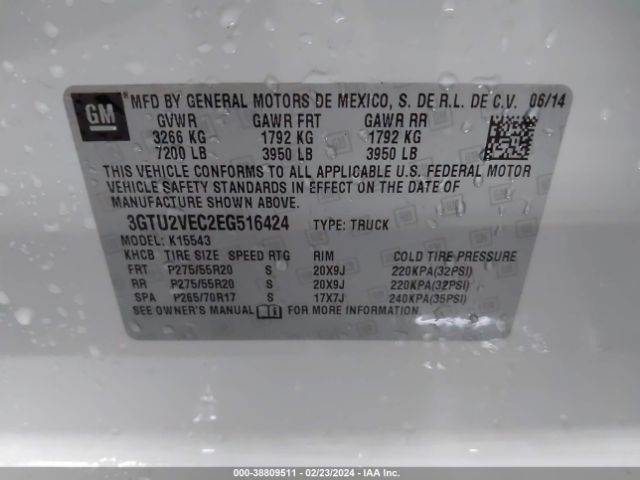 GM
MFD BY GENERAL MOTORS DE MEXICO, S. DE R.L. DE C.V. 06/14
GVWR GAWR FRT GAWR RR
3266 KG 1792 KG 1792 KG
7200 LB 3950 LB 3950 LB
THIS VEHICLE CONFORMS TO ALL APPLICABLE U.S. FEDERAL MOTOR
VEHICLE SAFETY STANDARDS IN EFFECT ON THE DATE OF
MANUFACTURE SHOWN ABOVE.
3GTU2VEC2EG516424 TYPE: TRUCK
MODEL: K15543
KHCB TIRE SIZE SPEED RTG RIM COLD TIRE PRESSURE
FRT P275/55R20 S 20X9J 220KPA(32PSI)
RR P275/55R20 S 20X9J 220KPA(32PSI)
SPA P265/70R17 S 17X7J 240KPA(35PSI)
SEE OWNER'S MANUAL FOR MORE INFORMATION
000-38809511 - 02/23/2024 - IAAI.com